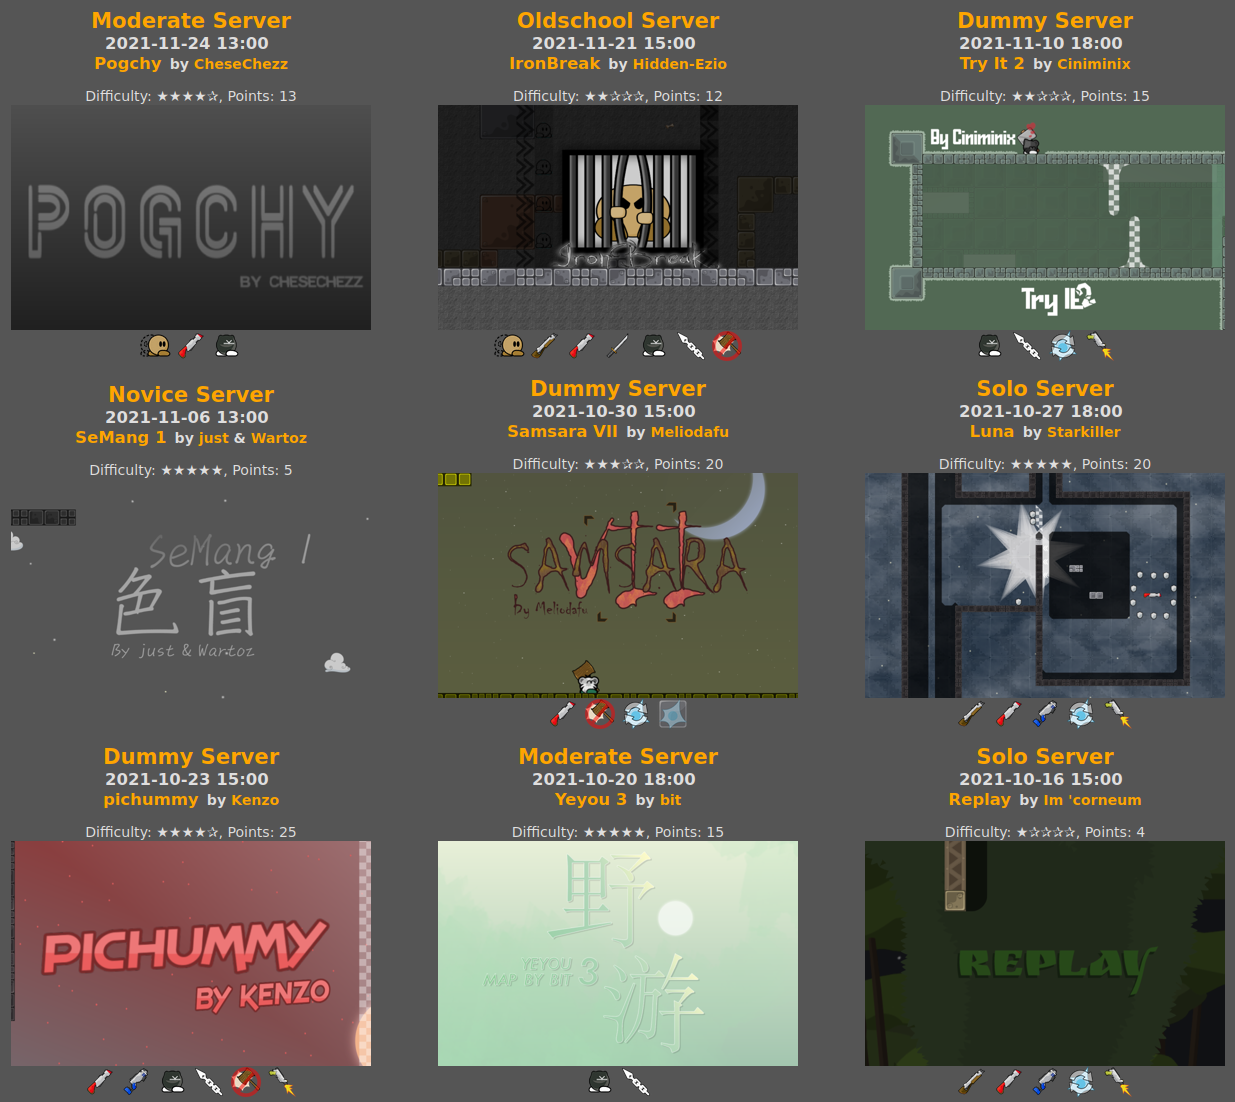 Moderate Server
2021-11-24 13:00
Pogchy by CheseChezz
Difficulty: ★★★★✰, Points: 13
POGCHY
BY CHESECHEZZ
Oldschool Server
2021-11-21 15:00
IronBreak by Hidden-Ezio
Difficulty: ★★✰✰✰, Points: 12
IronBreak
Dummy Server
2021-11-10 18:00
Try It 2 by Ciniminix
Difficulty: ★★✰✰✰, Points: 15
By Ciniminix
Try It 2
Novice Server
2021-11-06 13:00
SeMang 1 by just & Wartoz
Difficulty: ★★★★★, Points: 5
SeMang 1
色盲
By just & Wartoz
Dummy Server
2021-10-30 15:00
Samsara VII by Meliodafu
Difficulty: ★★★✰✰, Points: 20
SAMSARA
VII
by Meliodafu
Solo Server
2021-10-27 18:00
Luna by Starkiller
Difficulty: ★★★★★, Points: 20
Dummy Server
2021-10-23 15:00
pichummy by Kenzo
Difficulty: ★★★★✰, Points: 25
PICHUMMY
BY KENZO
Moderate Server
2021-10-20 18:00
Yeyou 3 by bit
Difficulty: ★★★★★, Points: 15
野
YEYOU 3
MAP BY BIT
游
Solo Server
2021-10-16 15:00
Replay by Im 'corneum
Difficulty: ★✰✰✰✰, Points: 4
REPLAY